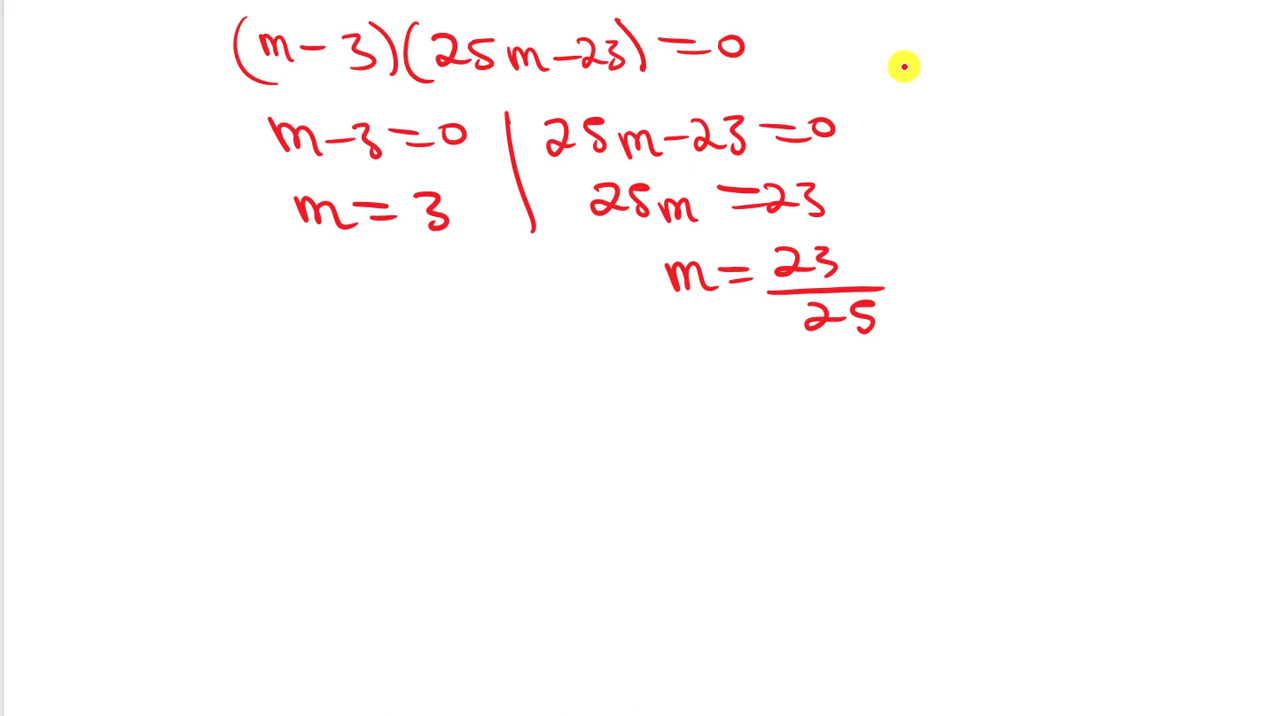 (m-3)(25m-23)=0
m-3=0 | 25m-23=0
m=3 | 25m=23
m=23/25